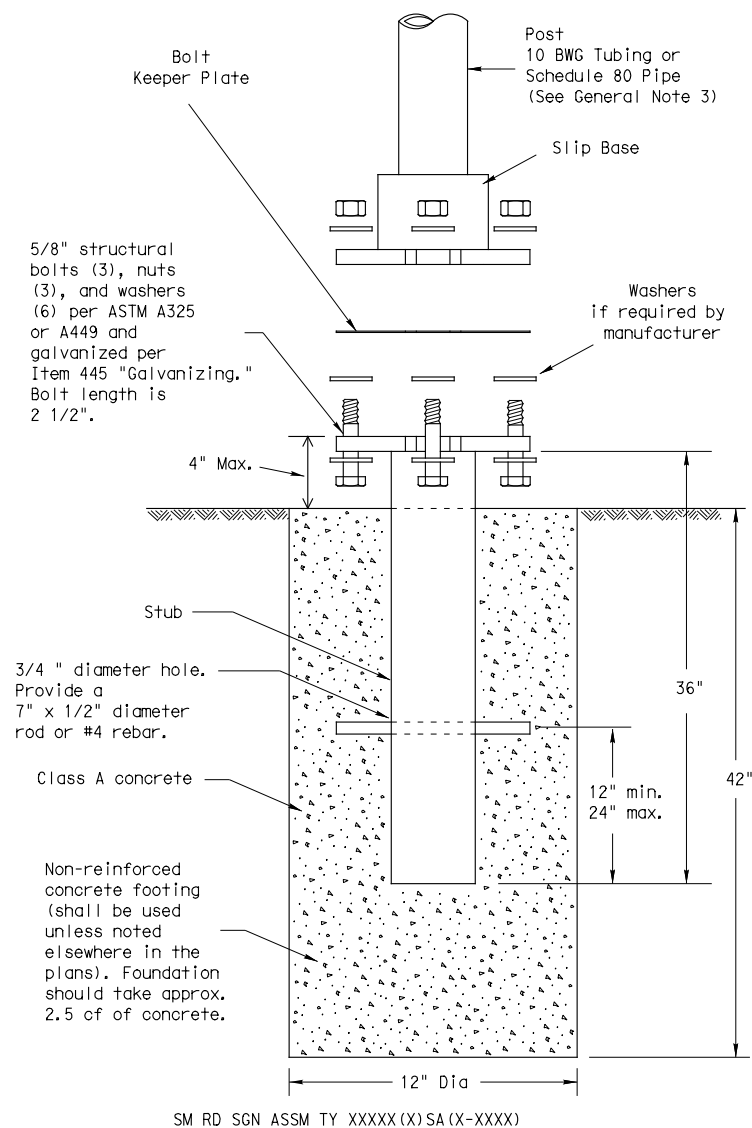 Post
10 BWG Tubing or
Schedule 80 Pipe
(See General Note 3)
Bolt
Keeper Plate
Slip Base
5/8" structural
bolts (3), nuts
(3), and washers
(6) per ASTM A325
or A449 and
galvanized per
Item 445 "Galvanizing."
Bolt length is
2 1/2".
Washers
if required by
manufacturer
4" Max.
Stub
3/4 " diameter hole.
Provide a
7" x 1/2" diameter
rod or #4 rebar.
36"
Class A concrete
12" min.
24" max.
42"
Non-reinforced
concrete footing
(shall be used
unless noted
elsewhere in the
plans). Foundation
should take approx.
2.5 cf of concrete.
12" Dia
SM RD SGN ASSM TY XXXXX(X)SA(X-XXXX)